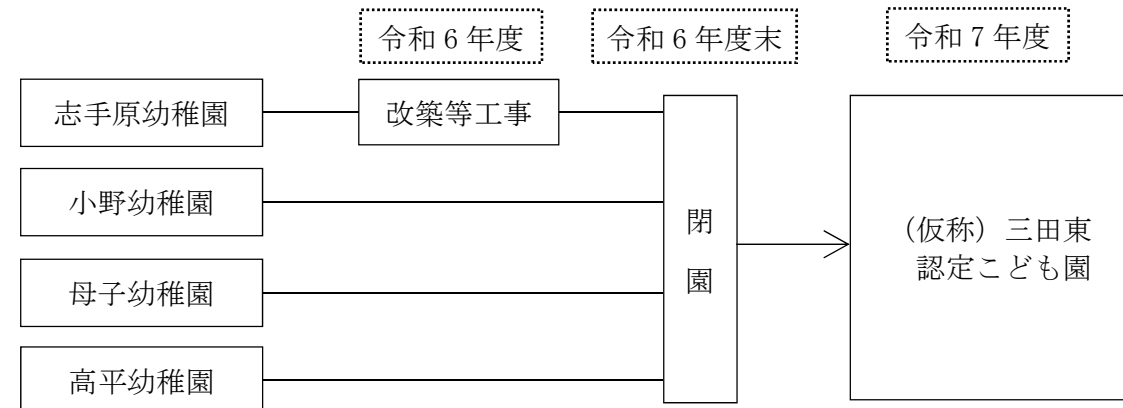 令和6年度
令和6年度末
令和7年度
志手原幼稚園
改築等工事
小野幼稚園
母子幼稚園
高平幼稚園
閉園
（仮称）三田東
認定こども園